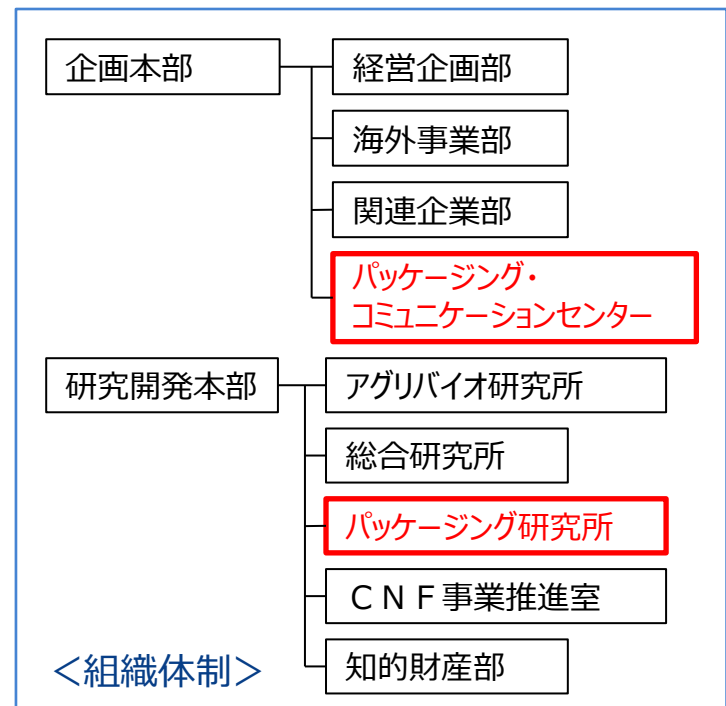 企画本部
経営企画部
海外事業部
関連企業部
パッケージング・
コミュニケーションセンター
研究開発本部
アグリバイオ研究所
総合研究所
パッケージング研究所
ＣＮＦ事業推進室
知的財産部
＜組織体制＞